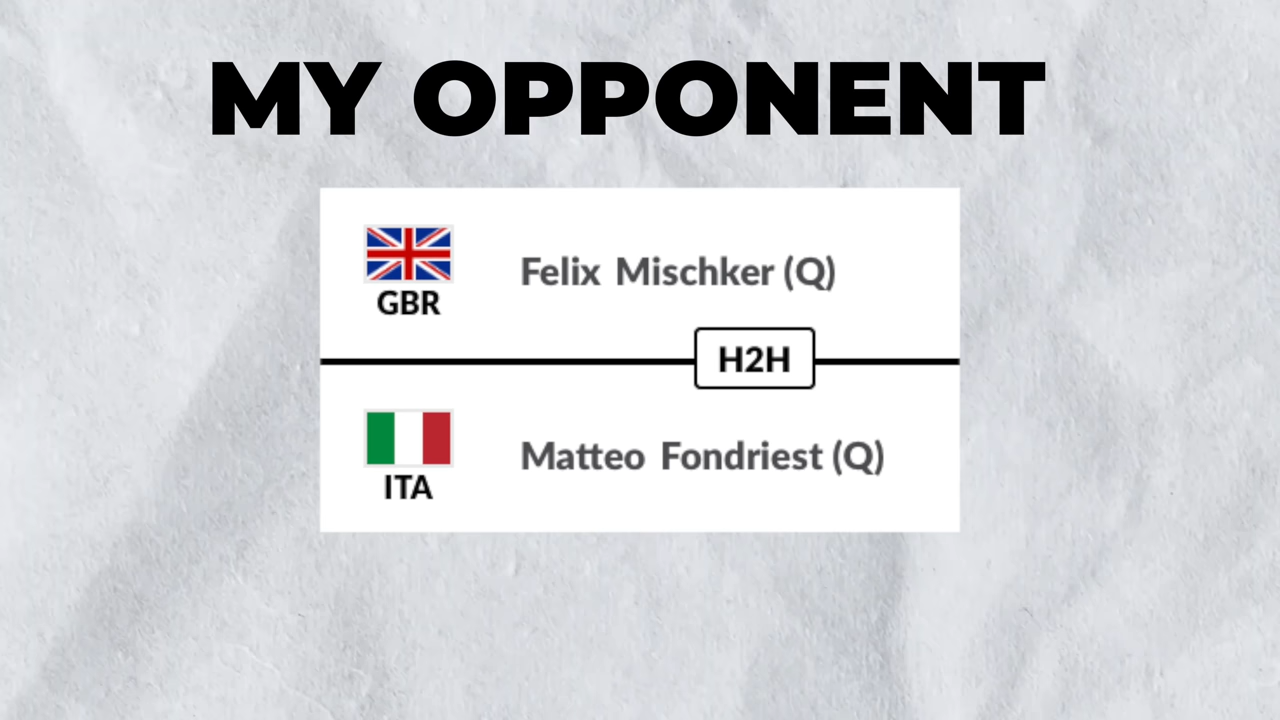 MY OPPONENT
Felix Mischker (Q)
GBR
H2H
Matteo Fondriest (Q)
ITA